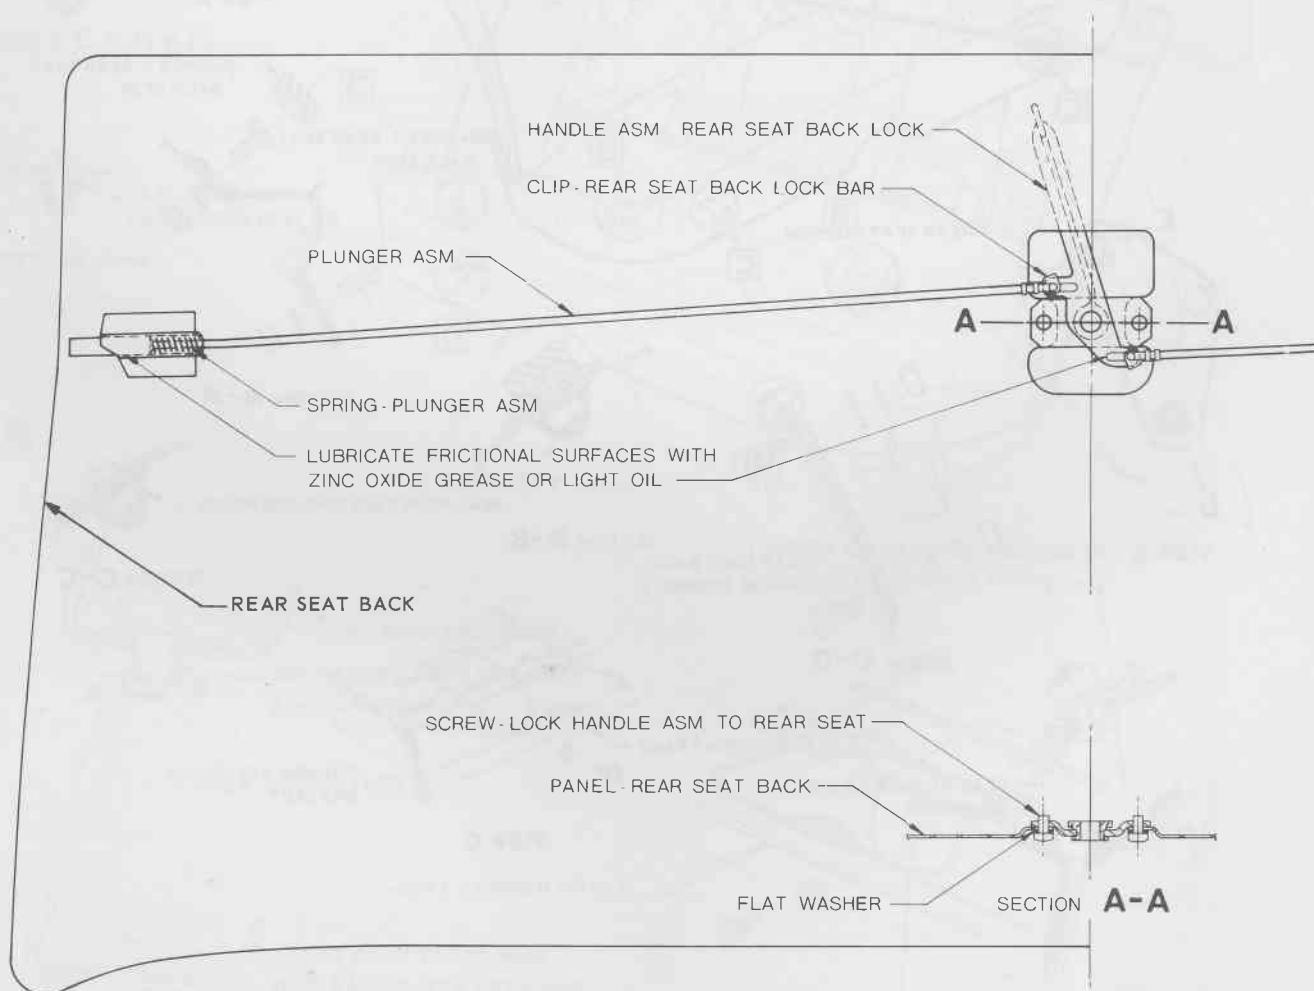 HANDLE ASM REAR SEAT BACK LOCK
CLIP-REAR SEAT BACK LOCK BAR
PLUNGER ASM
A A
SPRING-PLUNGER ASM
LUBRICATE FRICTIONAL SURFACES WITH
ZINC OXIDE GREASE OR LIGHT OIL
REAR SEAT BACK
SCREW-LOCK HANDLE ASM TO REAR SEAT
PANEL-REAR SEAT BACK
FLAT WASHER
SECTION A-A